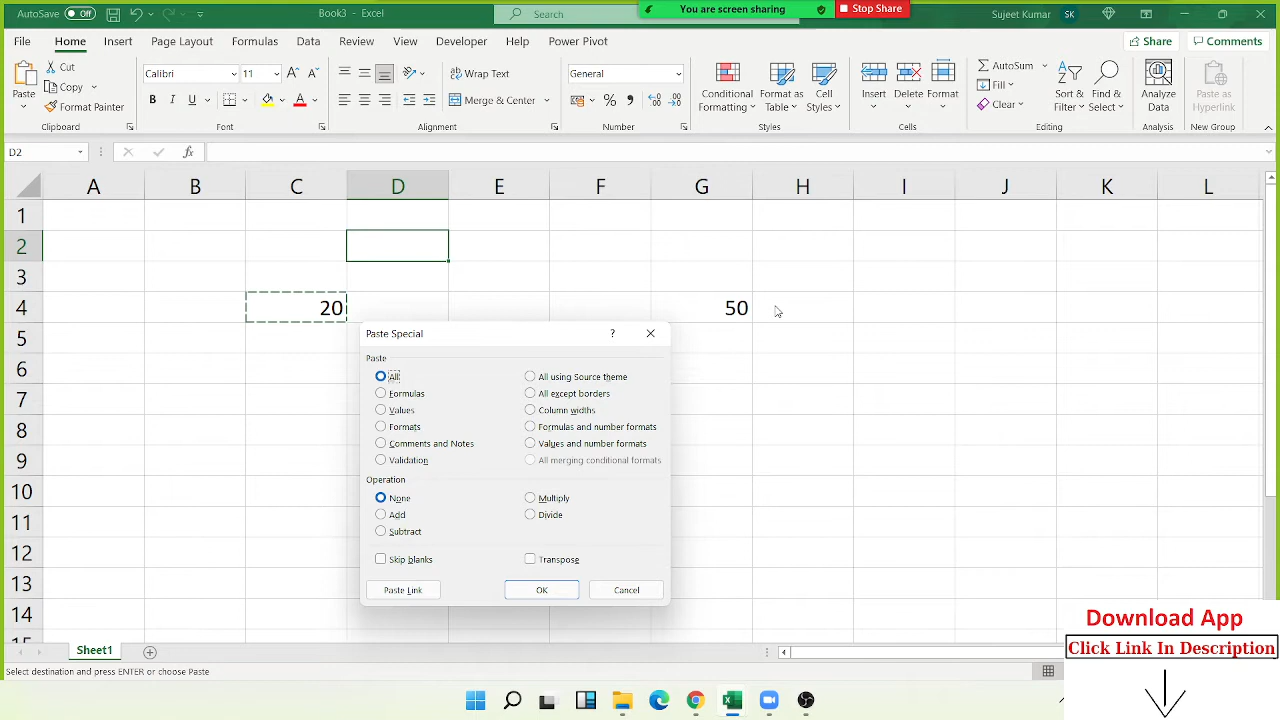 AutoSave Off Book3 - Excel Search You are screen sharing Stop Share Sujeet Kumar SK
File Home Insert Page Layout Formulas Data Review View Developer Help Power Pivot Share Comments
Paste Cut Copy Format Painter Clipboard
Calibri 11 B I U A Font
Wrap Text Merge & Center Alignment
General % , Number
Conditional Formatting Format as Table Cell Styles Styles
Insert Delete Format Cells
AutoSum Fill Clear Sort & Filter Find & Select Editing
Analyze Data Analysis
Paste as Hyperlink New Group
D2 fx
A B C D E F G H I J K L
1
2
3
4 20 50
5
6
7
8
9
10
11
12
13
14
15
Paste Special ?
Paste
All All using Source theme
Formulas All except borders
Values Column widths
Formats Formulas and number formats
Comments and Notes Values and number formats
Validation All merging conditional formats
Operation
None Multiply
Add Divide
Subtract
Skip blanks Transpose
Paste Link OK Cancel
Sheet1
Select destination and press ENTER or choose Paste
Download App
Click Link In Description